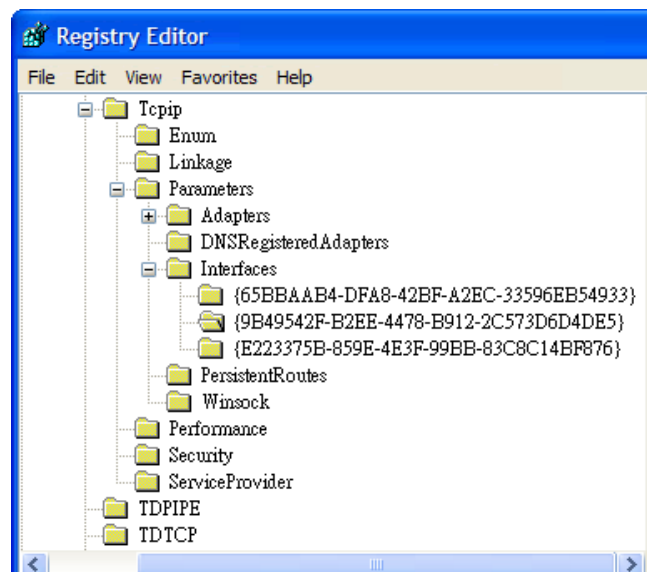 Registry Editor
File Edit View Favorites Help
Tcpip
Enum
Linkage
Parameters
Adapters
DNSRegisteredAdapters
Interfaces
{65BBAAB4-DFA8-42BF-A2EC-33596EB54933}
{9B49542F-B2EE-4478-B912-2C573D6D4DE5}
{E223375B-859E-4E3F-99BB-83C8C14BF876}
PersistentRoutes
Winsock
Performance
Security
ServiceProvider
TDPIPE
TDTCP